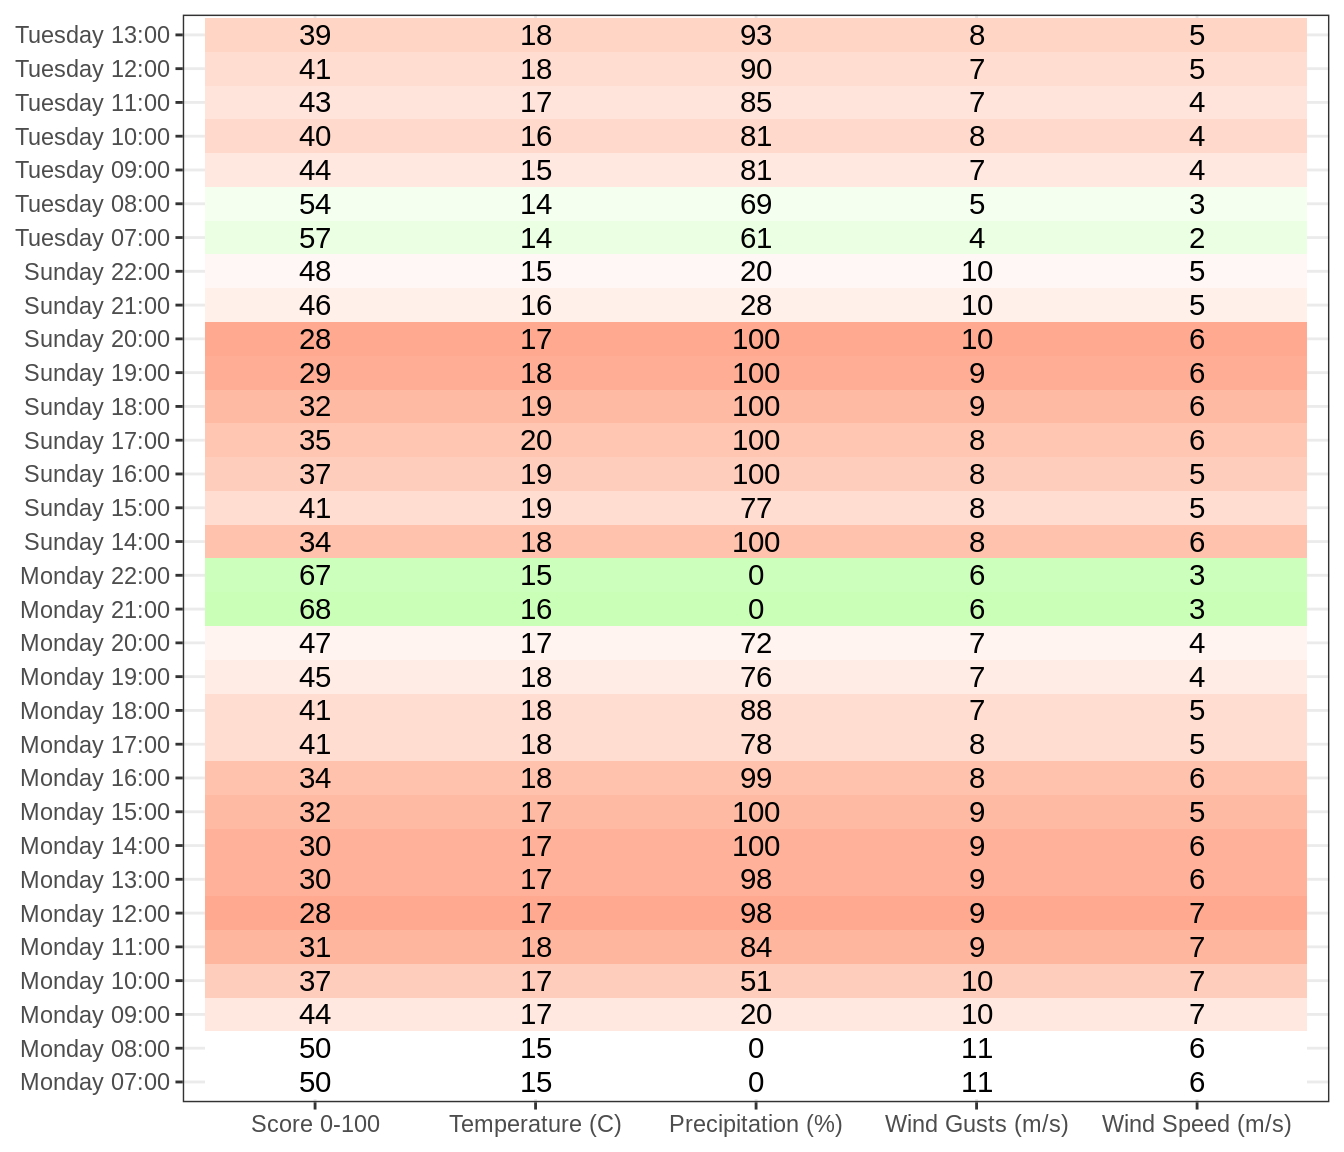 Tuesday 13:00 39 18 93 8 5
Tuesday 12:00 41 18 90 7 5
Tuesday 11:00 43 17 85 7 4
Tuesday 10:00 40 16 81 8 4
Tuesday 09:00 44 15 81 7 4
Tuesday 08:00 54 14 69 5 3
Tuesday 07:00 57 14 61 4 2
Sunday 22:00 48 15 20 10 5
Sunday 21:00 46 16 28 10 5
Sunday 20:00 28 17 100 10 6
Sunday 19:00 29 18 100 9 6
Sunday 18:00 32 19 100 9 6
Sunday 17:00 35 20 100 8 6
Sunday 16:00 37 19 100 8 5
Sunday 15:00 41 19 77 8 5
Sunday 14:00 34 18 100 8 6
Monday 22:00 67 15 0 6 3
Monday 21:00 68 16 0 6 3
Monday 20:00 47 17 72 7 4
Monday 19:00 45 18 76 7 4
Monday 18:00 41 18 88 7 5
Monday 17:00 41 18 78 8 5
Monday 16:00 34 18 99 8 6
Monday 15:00 32 17 100 9 5
Monday 14:00 30 17 100 9 6
Monday 13:00 30 17 98 9 6
Monday 12:00 28 17 98 9 7
Monday 11:00 31 18 84 9 7
Monday 10:00 37 17 51 10 7
Monday 09:00 44 17 20 10 7
Monday 08:00 50 15 0 11 6
Monday 07:00 50 15 0 11 6
Score 0-100 Temperature (C) Precipitation (%) Wind Gusts (m/s) Wind Speed (m/s)